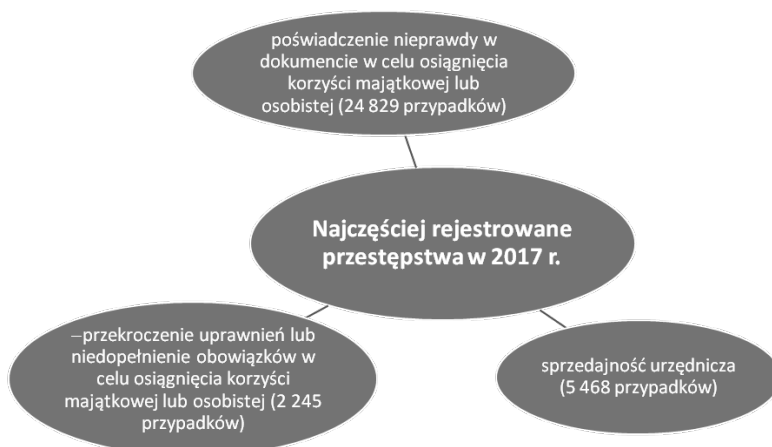 poświadczenie nieprawdy w
dokumencie w celu osiągnięcia
korzyści majątkowej lub
osobistej (24 829 przypadków)
Najczęściej rejestrowane
przestępstwa w 2017 r.
–przekroczenie uprawnień lub
niedopełnienie obowiązków w
celu osiągnięcia korzyści
majątkowej lub osobistej (2 245
przypadków)
sprzedajność urzędnicza
(5 468 przypadków)